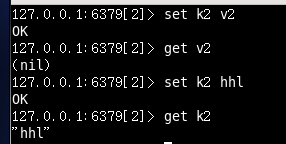 127.0.0.1:6379[2]> set k2 v2
OK
127.0.0.1:6379[2]> get v2
(nil)
127.0.0.1:6379[2]> set k2 hhl
OK
127.0.0.1:6379[2]> get k2
"hhl"